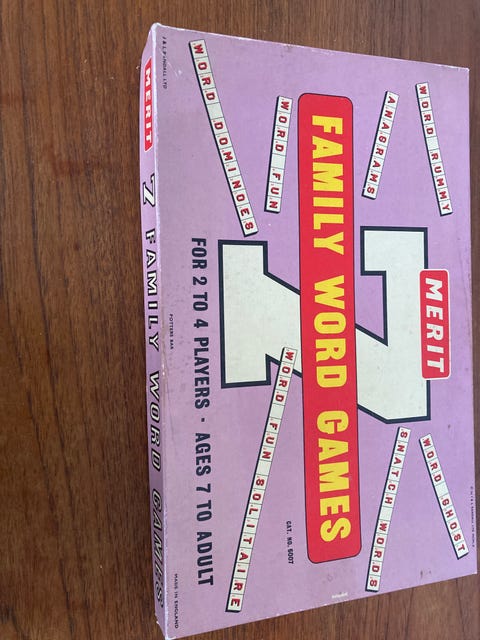 MERIT
WORD RUMMY
ANAGRAMS
WORD FUN
WORD DOMINOES
7
FAMILY WORD GAMES
WORD GHOST
SNATCH WORDS
WORD FUN SOLITAIRE
CAT. NO. 6007
FOR 2 TO 4 PLAYERS · AGES 7 TO ADULT
J & L RANDALL LTD
POTTERS BAR
MADE IN ENGLAND
MERIT 7 FAMILY WORD GAMES